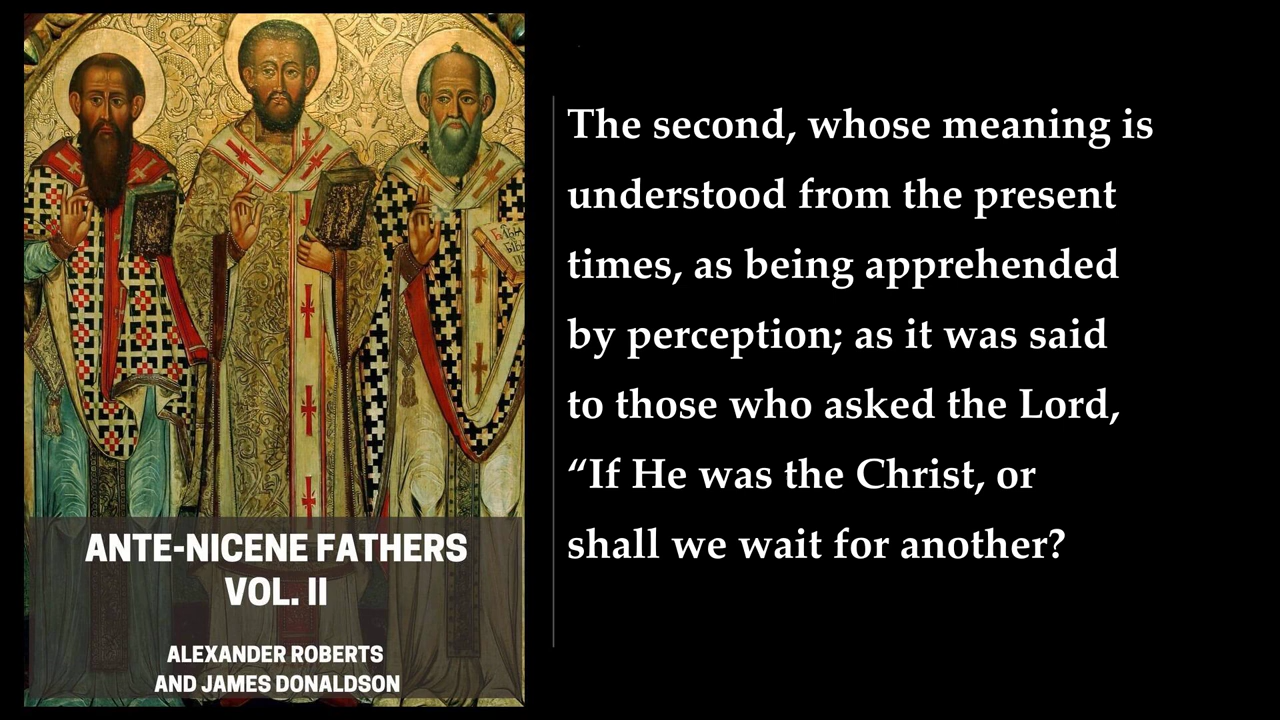 ANTE-NICENE FATHERS
VOL. II
ALEXANDER ROBERTS
AND JAMES DONALDSON
The second, whose meaning is
understood from the present
times, as being apprehended
by perception; as it was said
to those who asked the Lord,
“If He was the Christ, or
shall we wait for another?